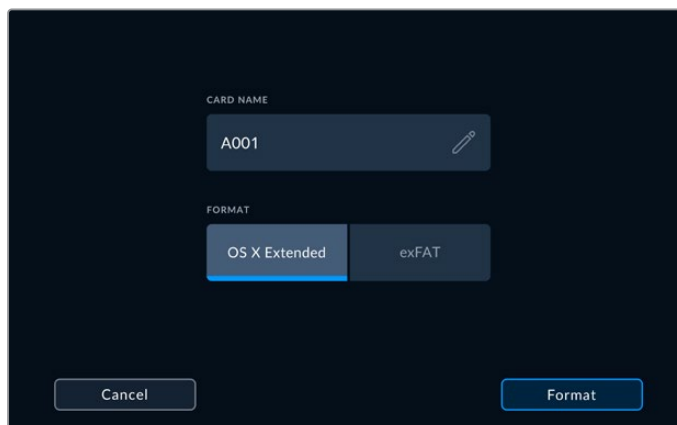 CARD NAME
A001
FORMAT
OS X Extended exFAT
Cancel Format